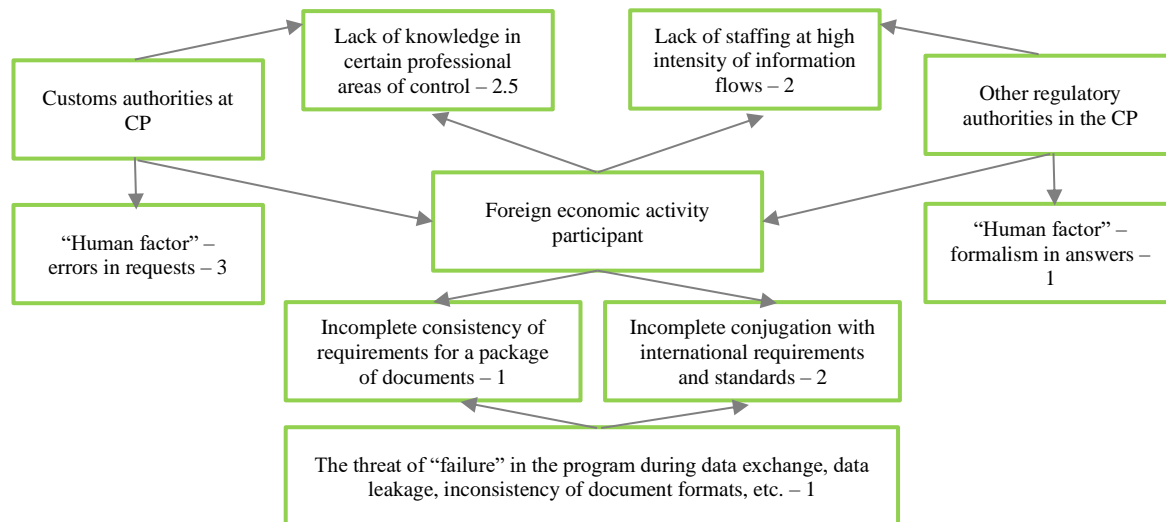 Lack of knowledge in
certain professional
areas of control – 2.5
Lack of staffing at high
intensity of information
flows – 2
Customs authorities at
CP
Other regulatory
authorities in the CP
Foreign economic activity
participant
“Human factor” –
errors in requests – 3
“Human factor” –
formalism in answers –
1
Incomplete consistency of
requirements for a package
of documents – 1
Incomplete conjugation with
international requirements
and standards – 2
The threat of “failure” in the program during data exchange, data
leakage, inconsistency of document formats, etc. – 1